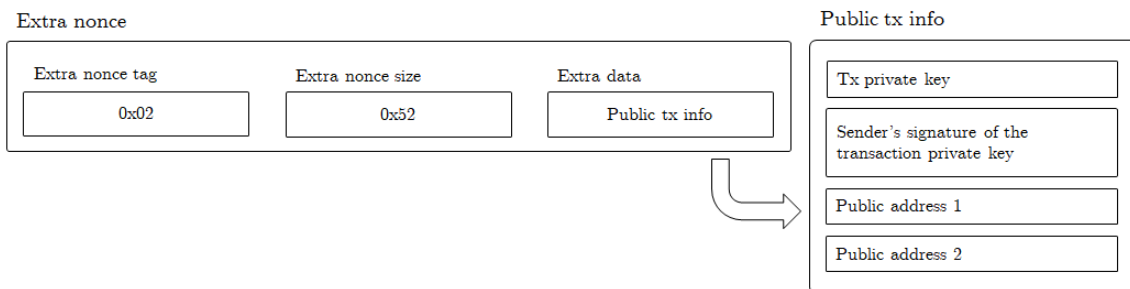 Extra nonce
Extra nonce tag
0x02
Extra nonce size
0x52
Extra data
Public tx info
Public tx info
Tx private key
Sender's signature of the
transaction private key
Public address 1
Public address 2